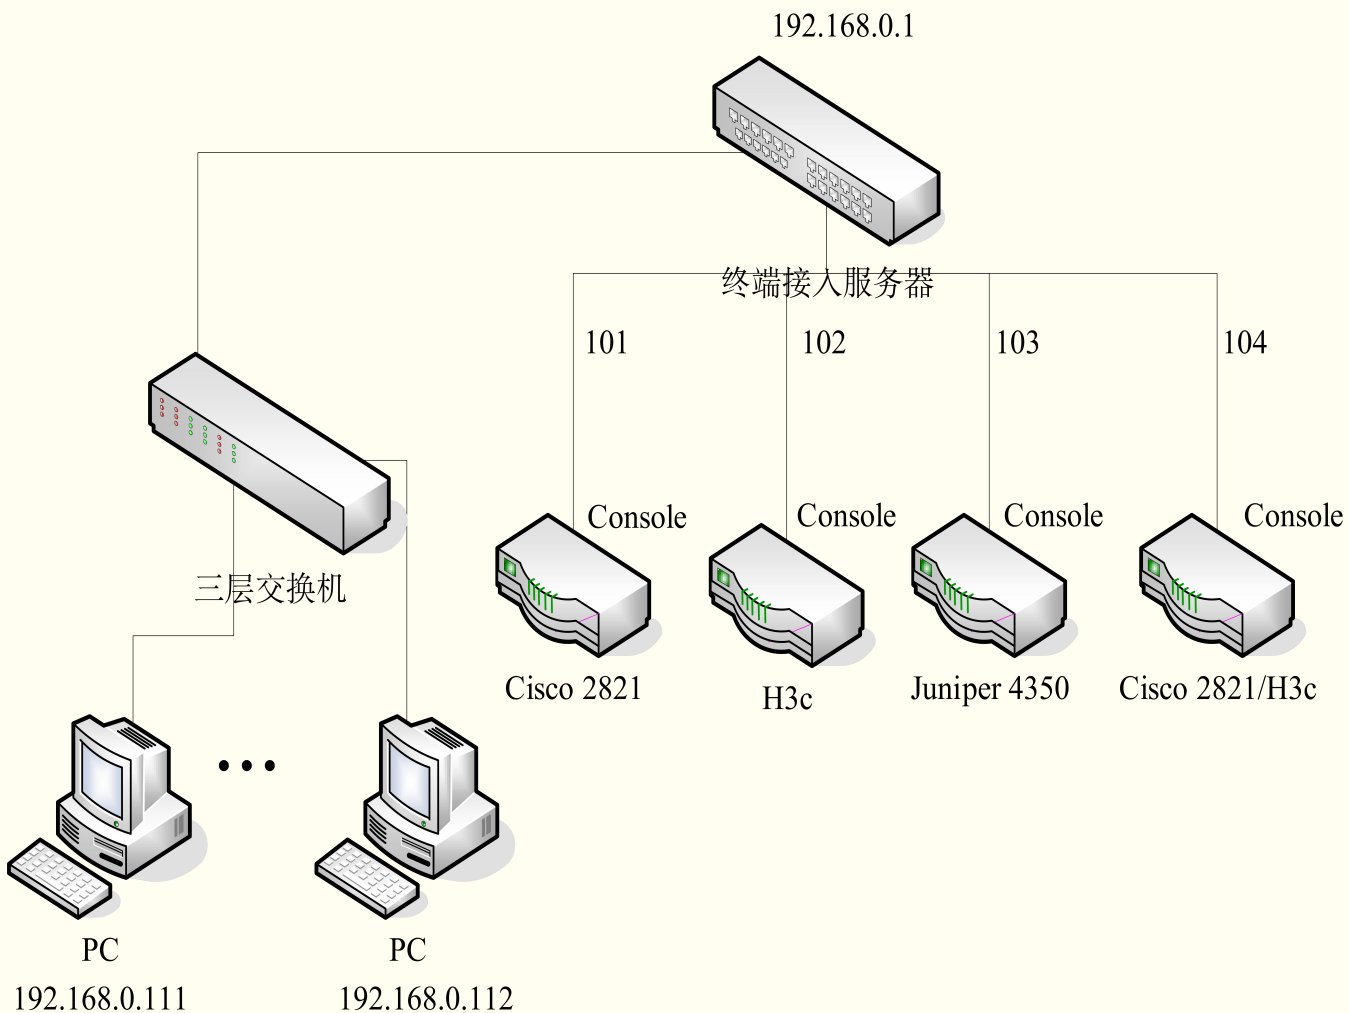 192.168.0.1
终端接入服务器
101
102
103
104
Console
Console
Console
Console
三层交换机
Cisco 2821
H3c
Juniper 4350
Cisco 2821/H3c
PC
192.168.0.111
PC
192.168.0.112